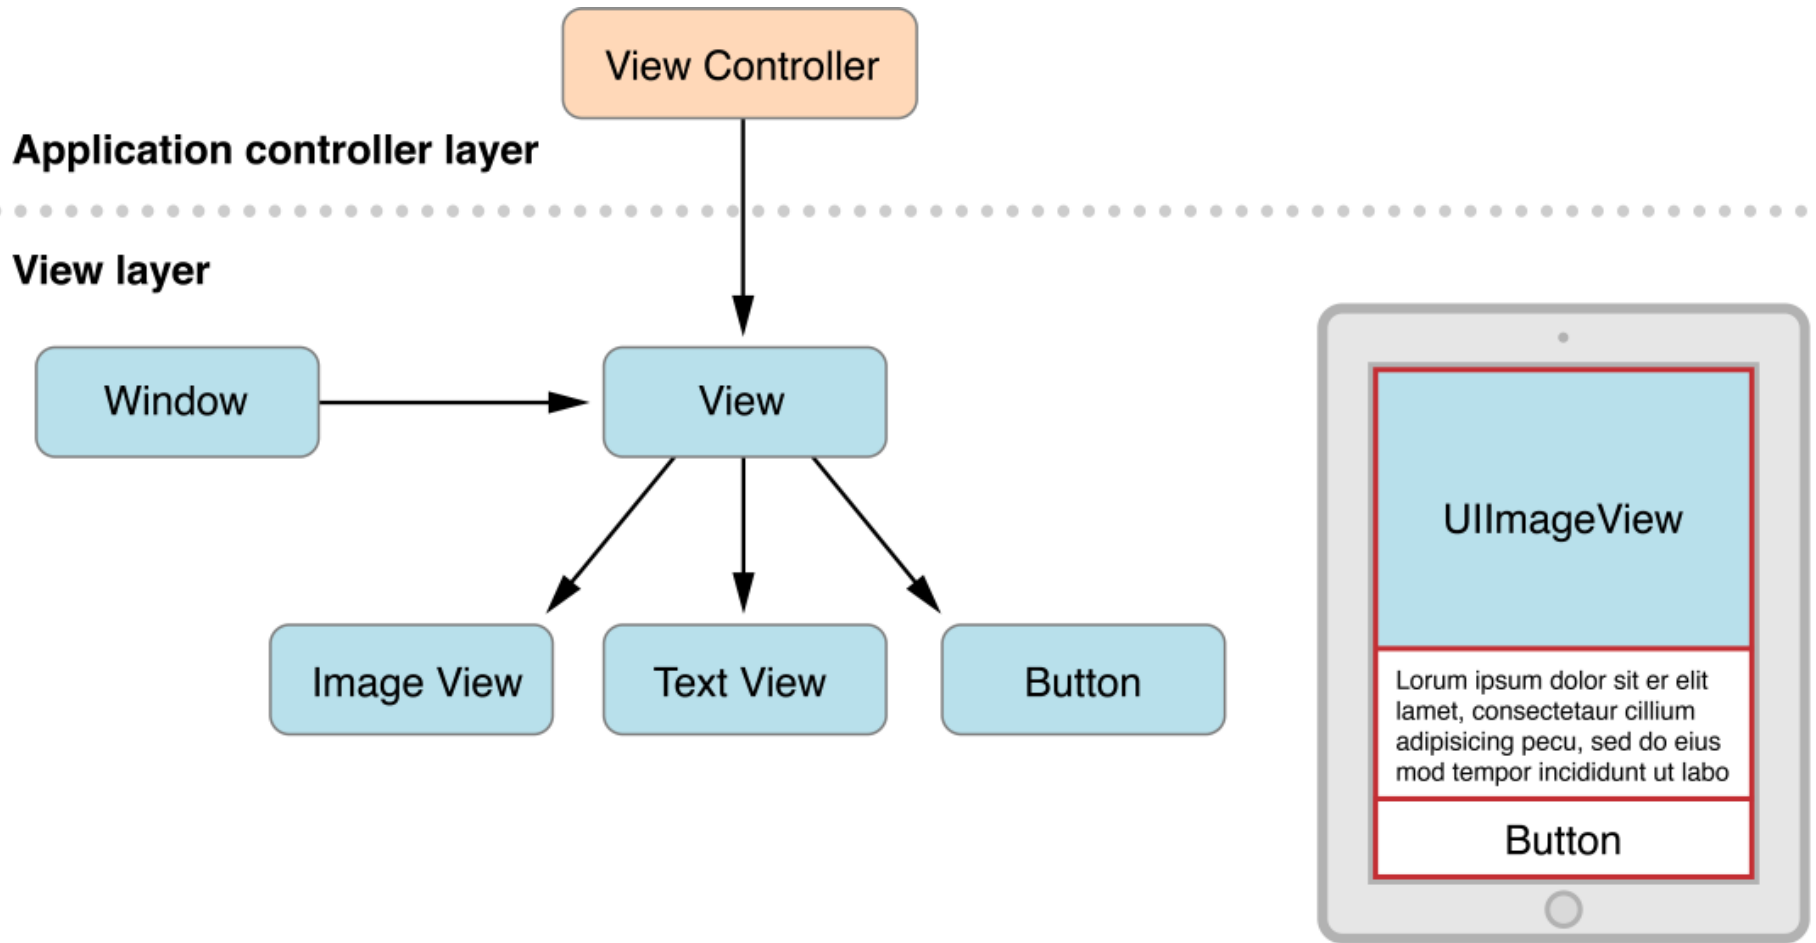 View Controller
Application controller layer
View layer
Window
View
Image View
Text View
Button
UIImageView
Lorum ipsum dolor sit er elit
lamet, consectetaur cillium
adipisicing pecu, sed do eius
mod tempor incididunt ut labo
Button